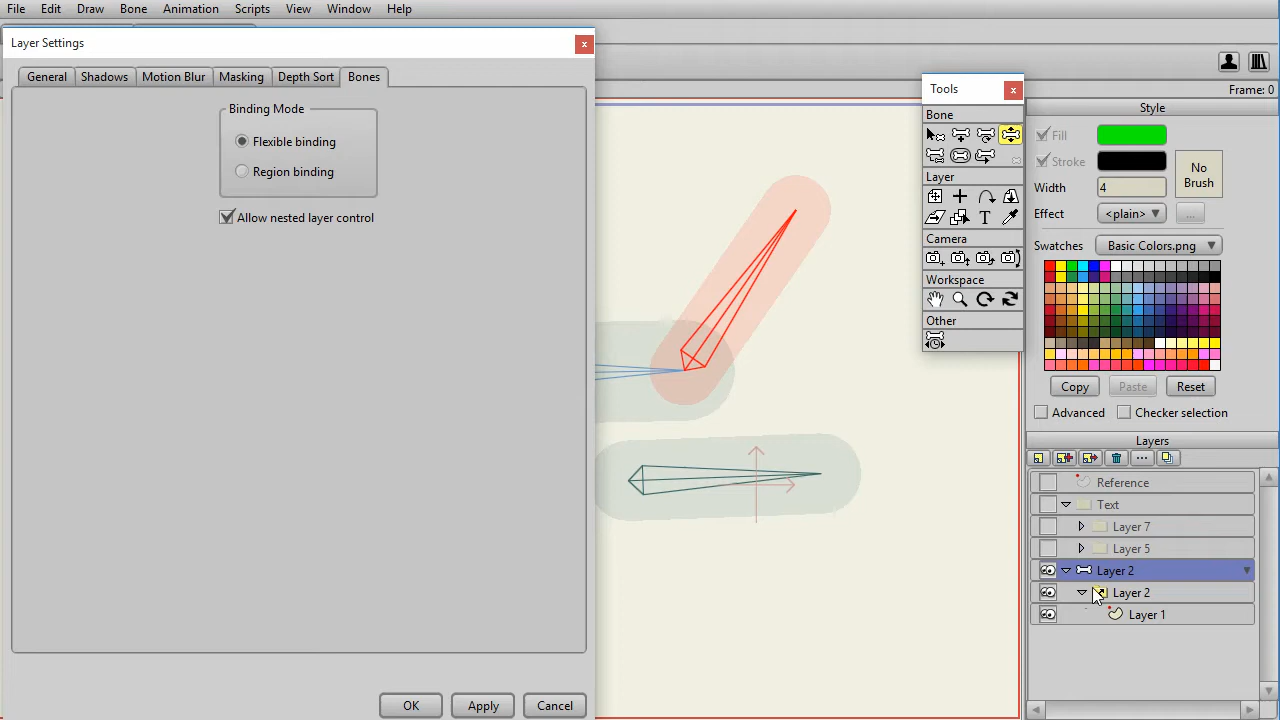 File Edit Draw Bone Animation Scripts View Window Help
Layer Settings
General Shadows Motion Blur Masking Depth Sort Bones
Binding Mode
Flexible binding
Region binding
Allow nested layer control
OK Apply Cancel
Tools
Bone
Layer
T
Camera
Workspace
Other
Frame: 0
Style
Fill
Stroke
No
Brush
Width 4
Effect <plain> ...
Swatches Basic Colors.png
Copy Paste Reset
Advanced Checker selection
Layers
Reference
Text
Layer 7
Layer 5
Layer 2
Layer 2
Layer 1